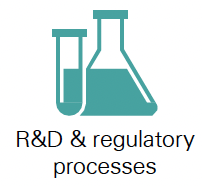 R&D & regulatory
processes